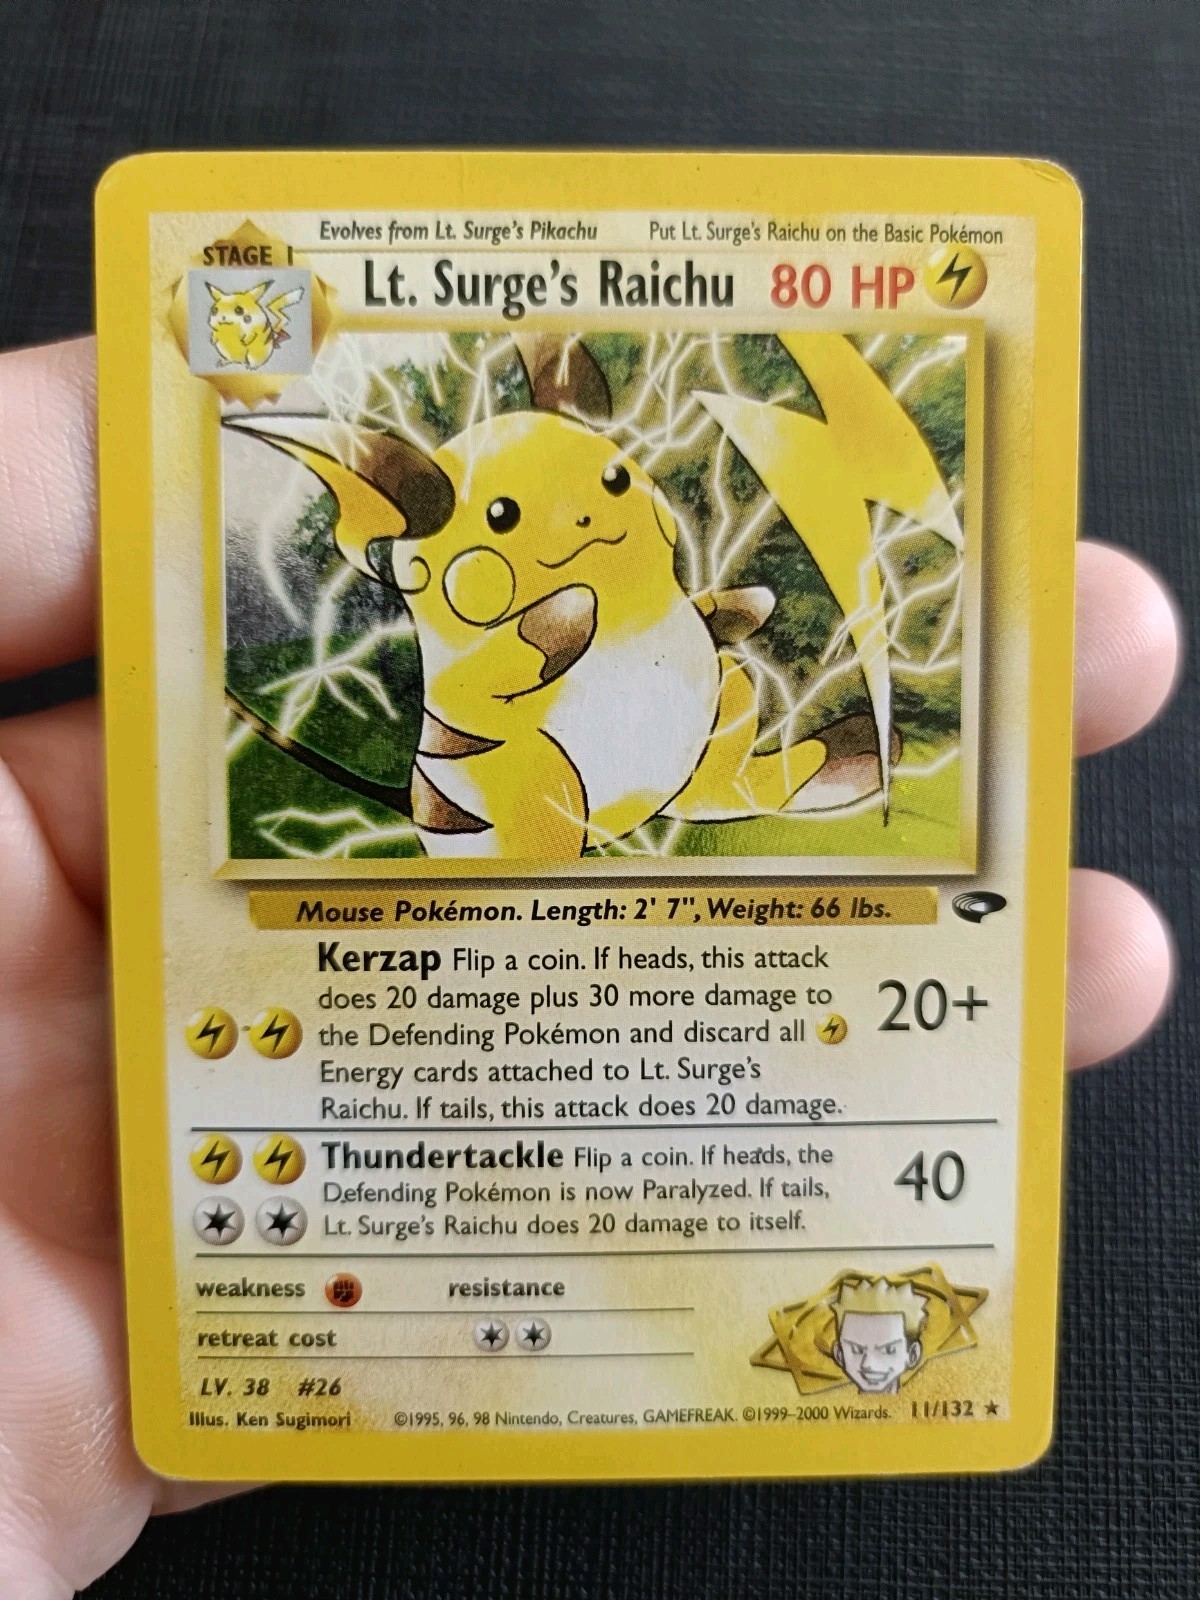 Evolves from Lt. Surge's Pikachu Put Lt. Surge's Raichu on the Basic Pokémon
STAGE 1
Lt. Surge's Raichu 80 HP
Mouse Pokémon. Length: 2' 7", Weight: 66 lbs.
Kerzap Flip a coin. If heads, this attack
does 20 damage plus 30 more damage to
the Defending Pokémon and discard all
Energy cards attached to Lt. Surge's
Raichu. If tails, this attack does 20 damage.
20+
Thundertackle Flip a coin. If heads, the
Defending Pokémon is now Paralyzed. If tails,
Lt. Surge's Raichu does 20 damage to itself.
40
weakness resistance
retreat cost
LV. 38 #26
Illus. Ken Sugimori ©1995, 96, 98 Nintendo, Creatures, GAMEFREAK. ©1999–2000 Wizards. 11/132 ★